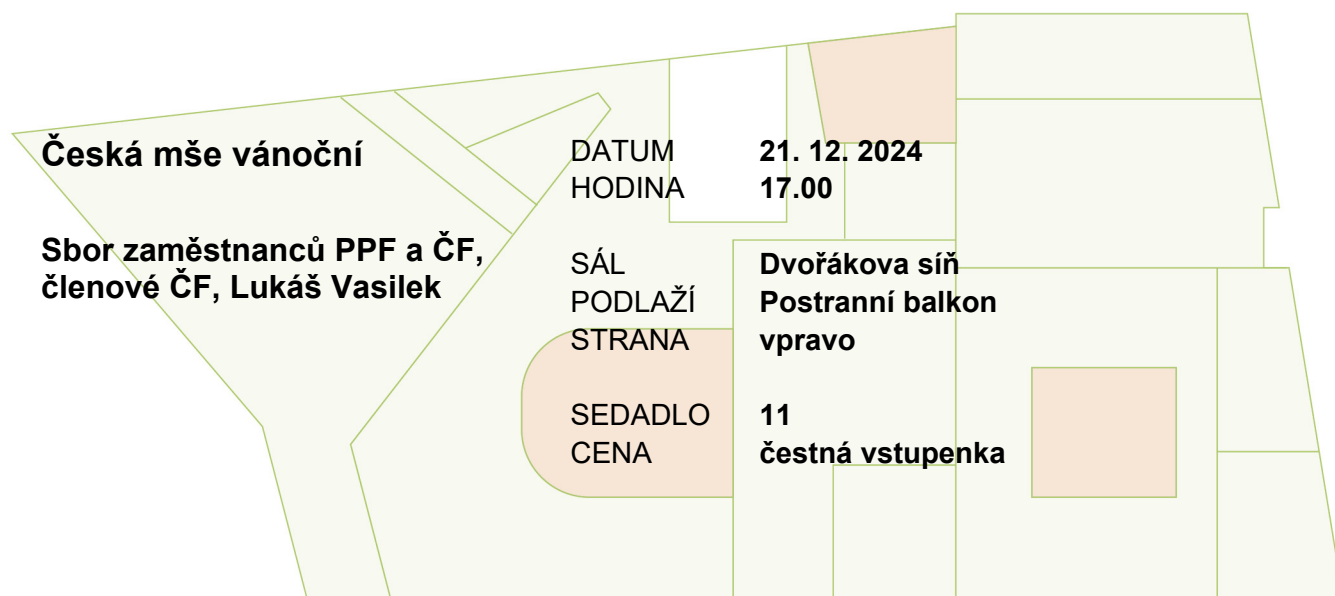 Česká mše vánoční
Sbor zaměstnanců PPF a ČF,
členové ČF, Lukáš Vasilek
DATUM 21. 12. 2024
HODINA 17.00
SÁL Dvořákova síň
PODLAŽÍ Postranní balkon
STRANA vpravo
SEDADLO 11
CENA čestná vstupenka